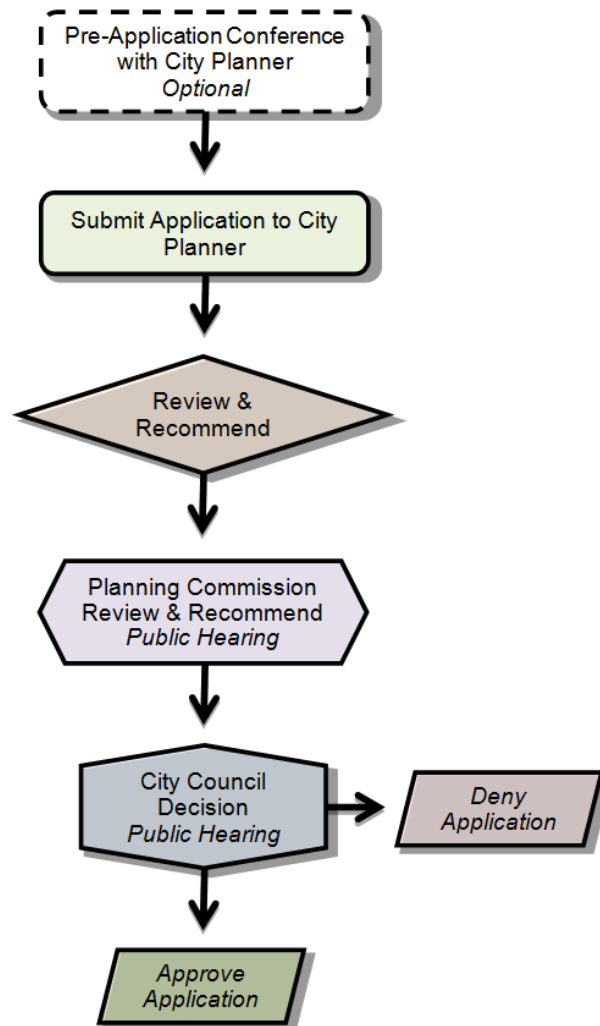 Pre-Application Conference
with City Planner
Optional
Submit Application to City
Planner
Review &
Recommend
Planning Commission
Review & Recommend
Public Hearing
City Council
Decision
Public Hearing
Deny
Application
Approve
Application